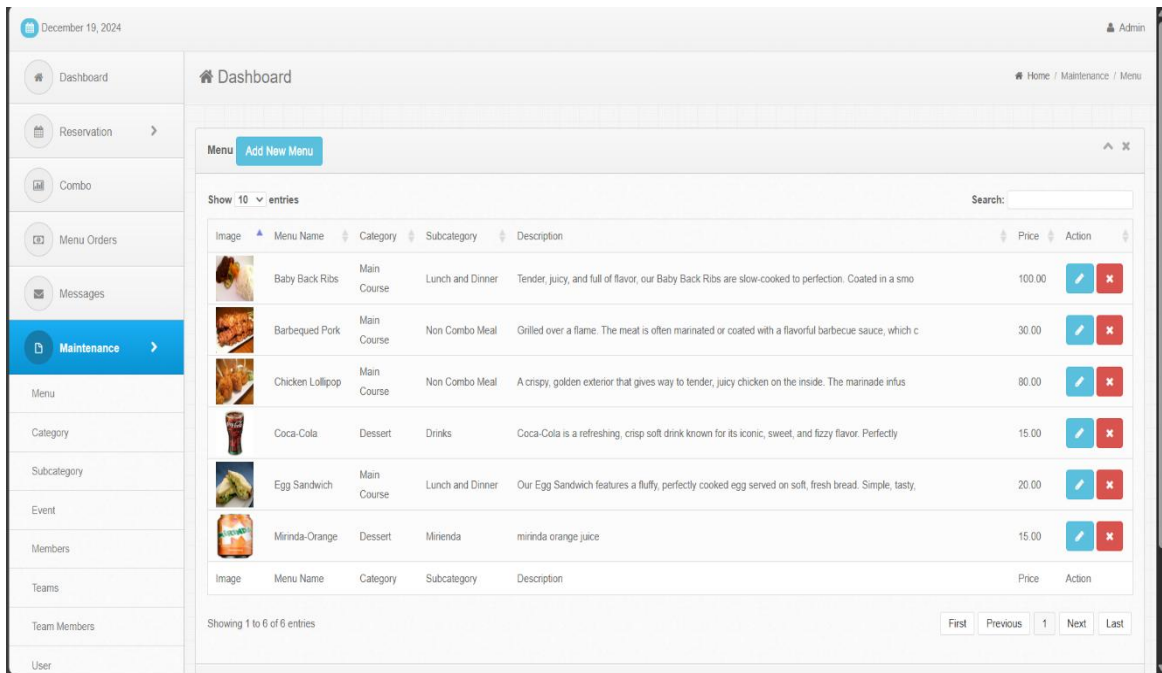 December 19, 2024
Admin
Dashboard
Reservation
Combo
Menu Orders
Messages
Maintenance
Menu
Category
Subcategory
Event
Members
Teams
Team Members
User
Dashboard
Home / Maintenance / Menu
Menu Add New Menu
Show 10 entries
Search:
Image Menu Name Category Subcategory Description Price Action
Baby Back Ribs Main Course Lunch and Dinner Tender, juicy, and full of flavor, our Baby Back Ribs are slow-cooked to perfection. Coated in a smo 100.00
Barbequed Pork Main Course Non Combo Meal Grilled over a flame. The meat is often marinated or coated with a flavorful barbecue sauce, which c 30.00
Chicken Lollipop Main Course Non Combo Meal A crispy, golden exterior that gives way to tender, juicy chicken on the inside. The marinade infus 80.00
Coca-Cola Dessert Drinks Coca-Cola is a refreshing, crisp soft drink known for its iconic, sweet, and fizzy flavor. Perfectly 15.00
Egg Sandwich Main Course Lunch and Dinner Our Egg Sandwich features a fluffy, perfectly cooked egg served on soft, fresh bread. Simple, tasty, 20.00
Mirinda-Orange Dessert Mirienda mirinda orange juice 15.00
Image Menu Name Category Subcategory Description Price Action
Showing 1 to 6 of 6 entries
First Previous 1 Next Last